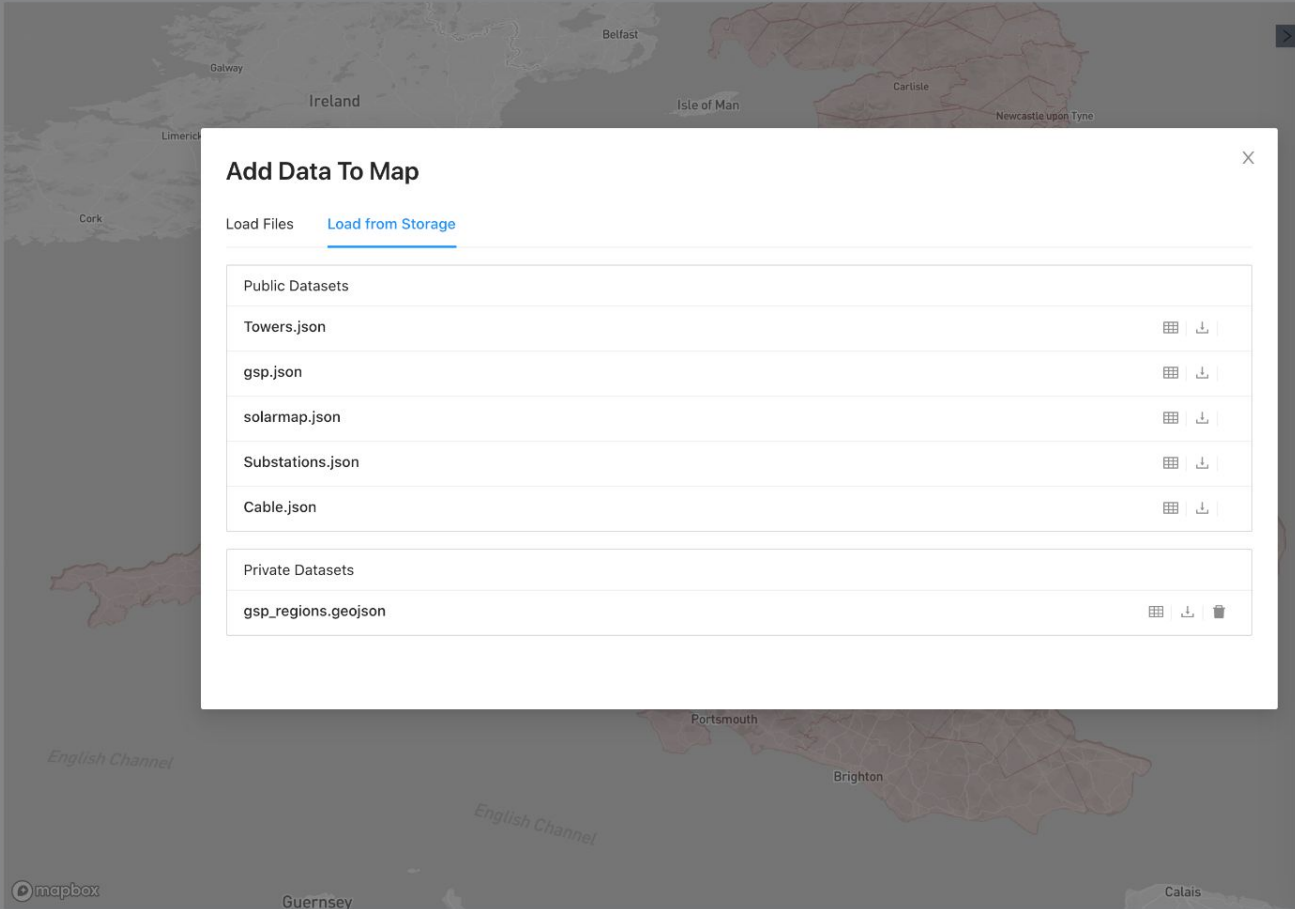 Belfast
Galway
Ireland
Carlisle
Isle of Man
Newcastle upon Tyne
Limerick
Add Data To Map
Cork
Load Files
Load from Storage
Public Datasets
Towers.json
gsp.json
solarmap.json
Substations.json
Cable.json
Private Datasets
gsp_regions.geojson
Portsmouth
English Channel
Brighton
English Channel
mapbox
Guernsey
Calais